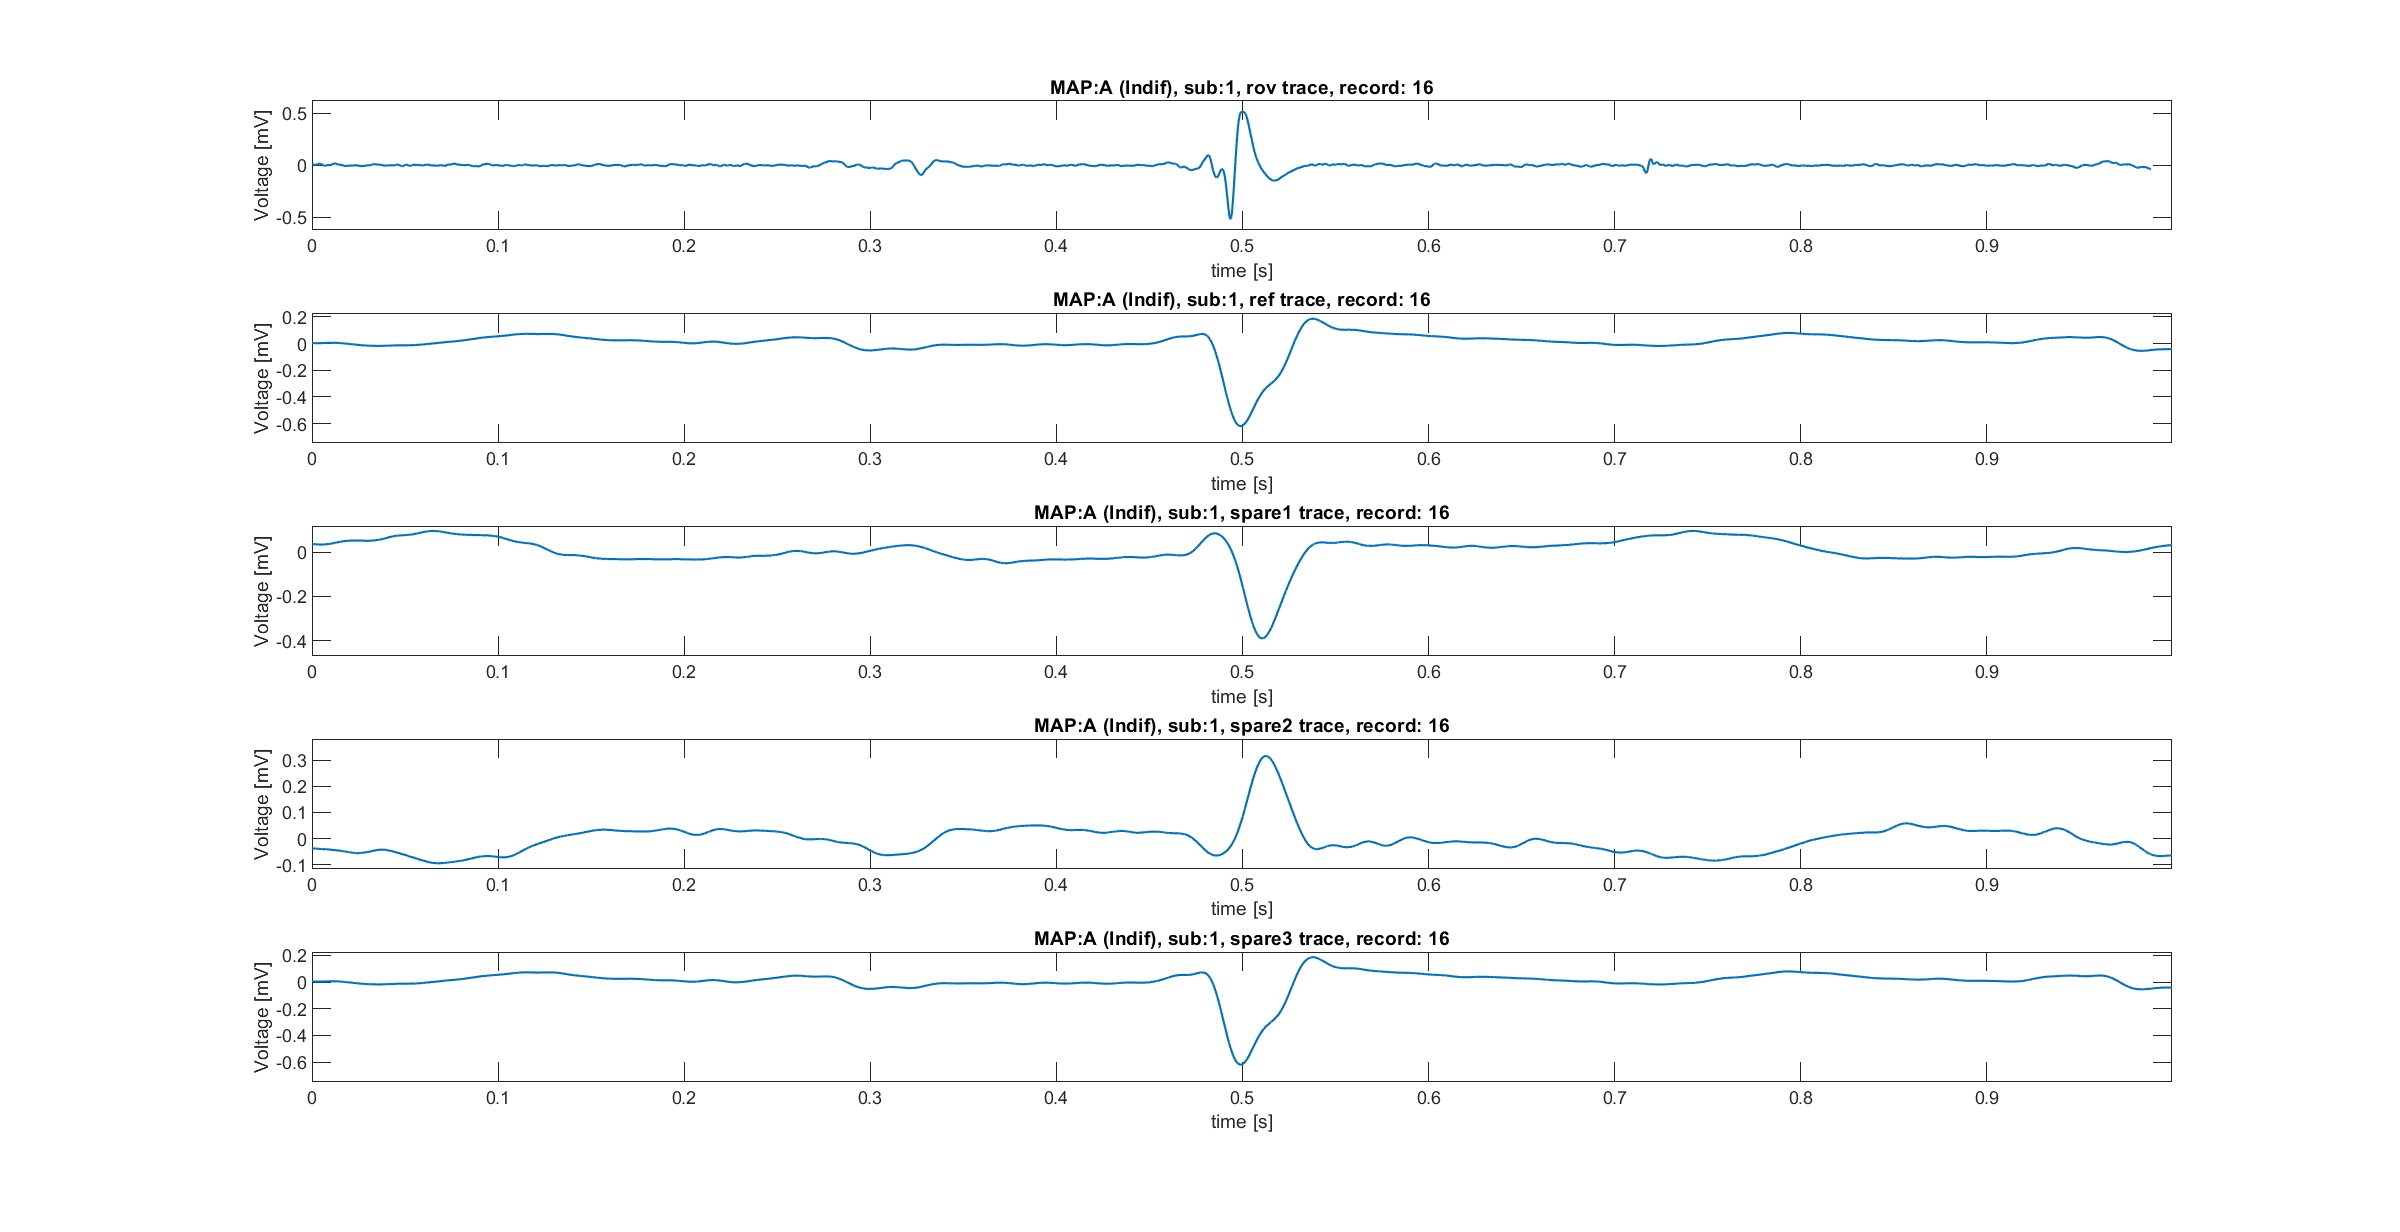 MAP:A (Indif), sub:1, rov trace, record: 16
Voltage [mV]
0.5
0
-0.5
0 0.1 0.2 0.3 0.4 0.5 0.6 0.7 0.8 0.9
time [s]
MAP:A (Indif), sub:1, ref trace, record: 16
Voltage [mV]
0.2
0
-0.2
-0.4
-0.6
0 0.1 0.2 0.3 0.4 0.5 0.6 0.7 0.8 0.9
time [s]
MAP:A (Indif), sub:1, spare1 trace, record: 16
Voltage [mV]
0
-0.2
-0.4
0 0.1 0.2 0.3 0.4 0.5 0.6 0.7 0.8 0.9
time [s]
MAP:A (Indif), sub:1, spare2 trace, record: 16
Voltage [mV]
0.3
0.2
0.1
0
-0.1
0 0.1 0.2 0.3 0.4 0.5 0.6 0.7 0.8 0.9
time [s]
MAP:A (Indif), sub:1, spare3 trace, record: 16
Voltage [mV]
0.2
0
-0.2
-0.4
-0.6
0 0.1 0.2 0.3 0.4 0.5 0.6 0.7 0.8 0.9
time [s]